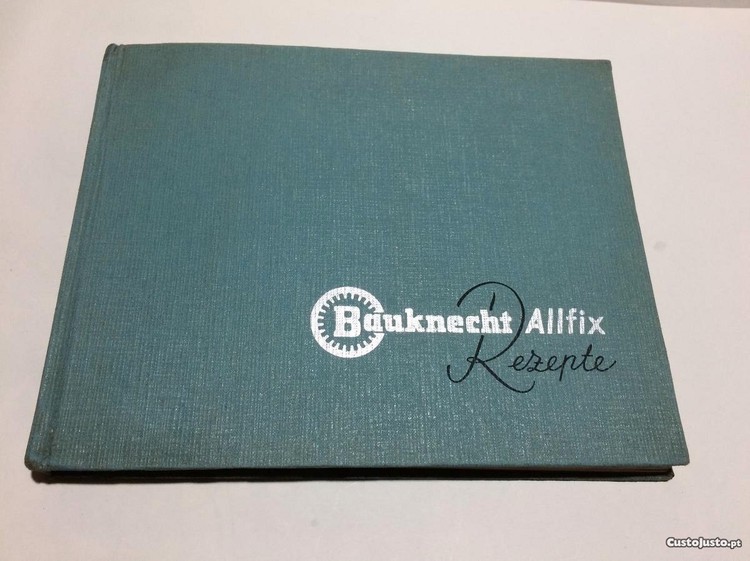 Bauknecht Allfix
Rezepte
CustoJusto.pt